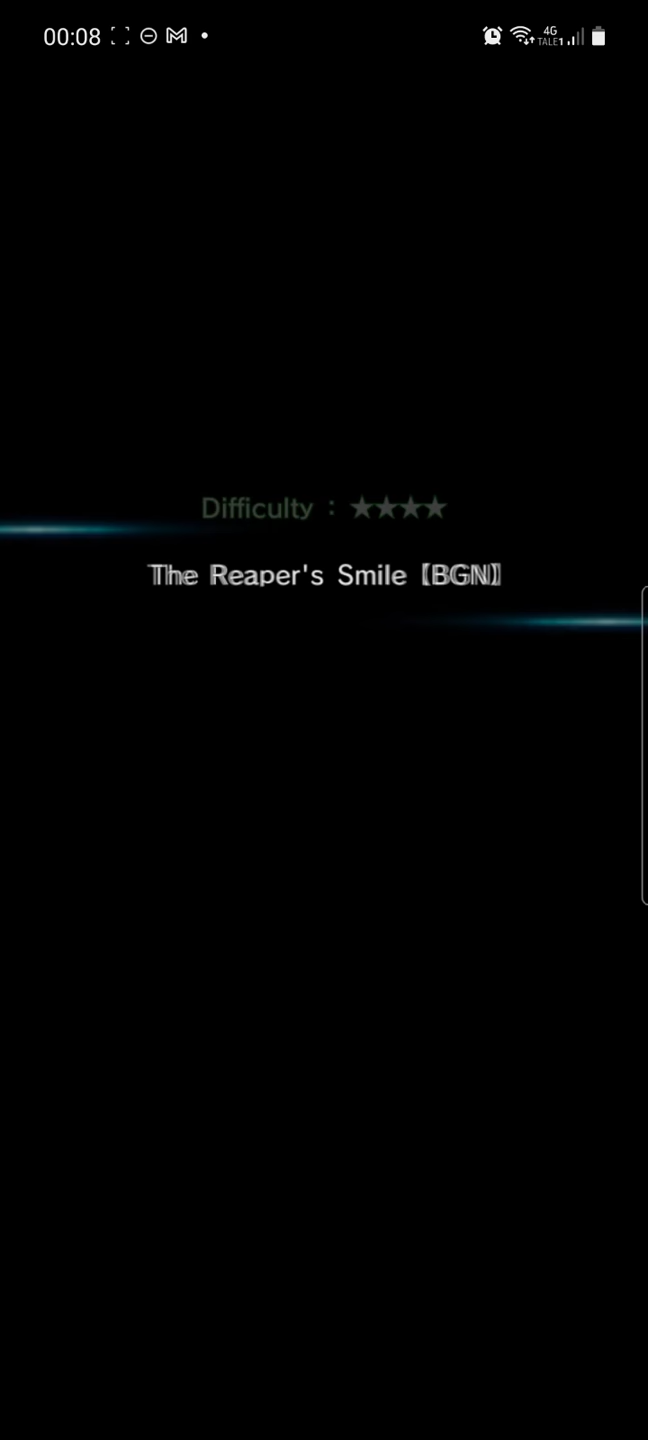 00:08
4G
TALE1
Difficulty : ★★★★
The Reaper's Smile【BGN】